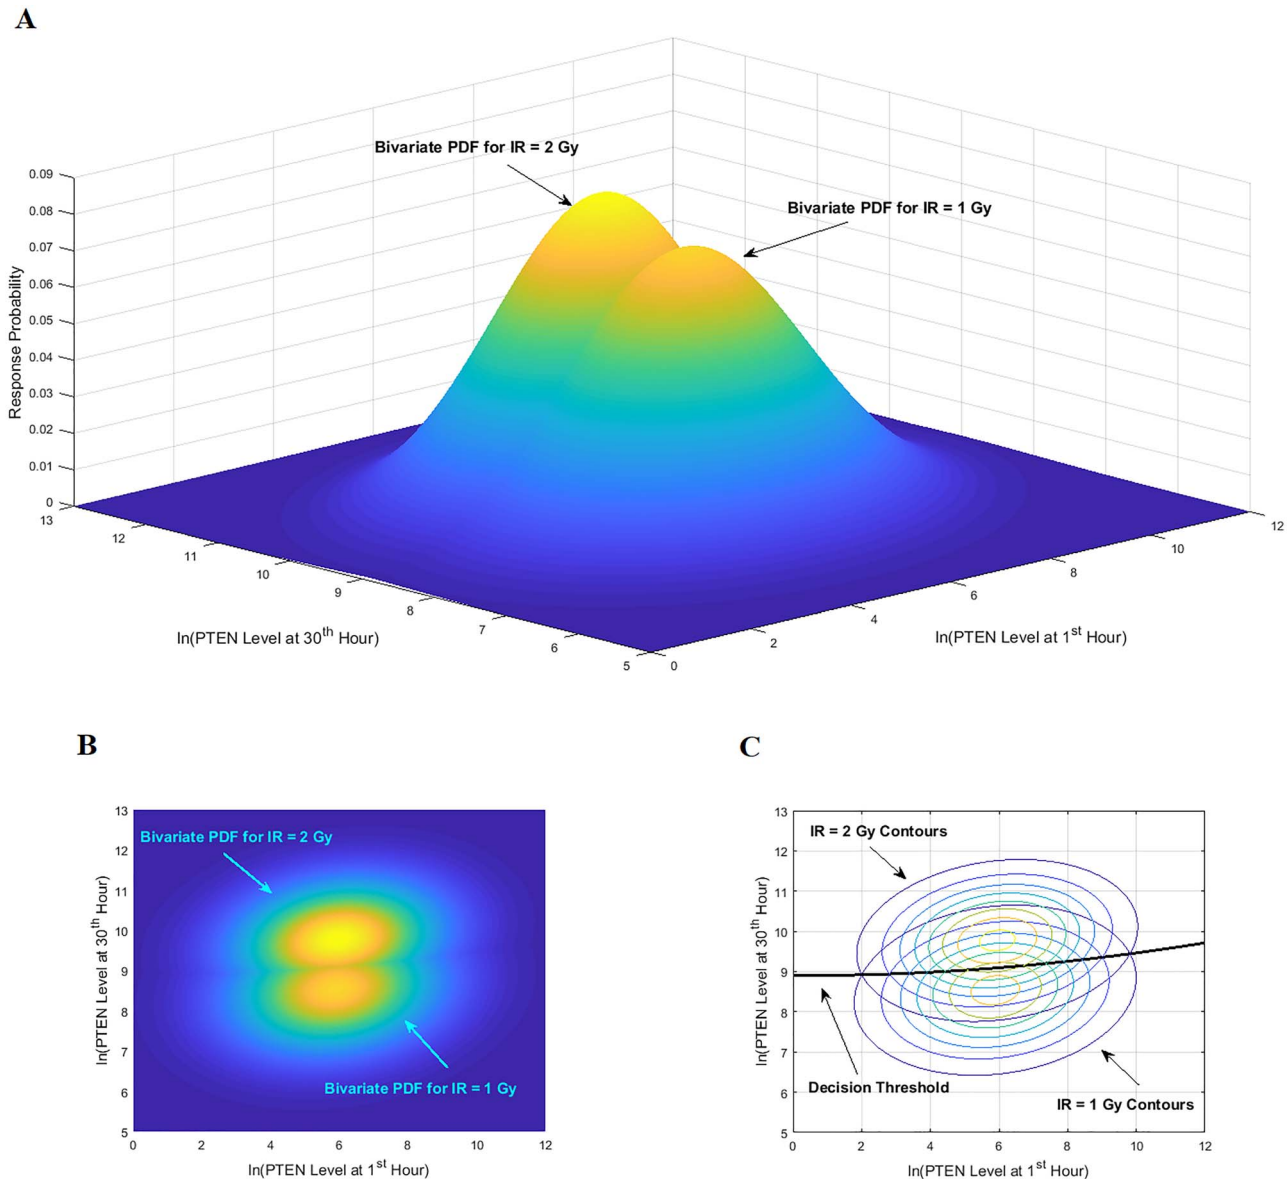 A
Bivariate PDF for IR = 2 Gy
Bivariate PDF for IR = 1 Gy
Response Probability
0.09
0.08
0.07
0.06
0.05
0.04
0.03
0.02
0.01
0
13
12
11
10
9
8
7
6
5
0
2
4
6
8
10
12
ln(PTEN Level at 30th Hour)
ln(PTEN Level at 1st Hour)
B
Bivariate PDF for IR = 2 Gy
Bivariate PDF for IR = 1 Gy
ln(PTEN Level at 30th Hour)
13
12
11
10
9
8
7
6
5
0 2 4 6 8 10 12
ln(PTEN Level at 1st Hour)
C
IR = 2 Gy Contours
Decision Threshold
IR = 1 Gy Contours
ln(PTEN Level at 30th Hour)
13
12
11
10
9
8
7
6
5
0 2 4 6 8 10 12
ln(PTEN Level at 1st Hour)